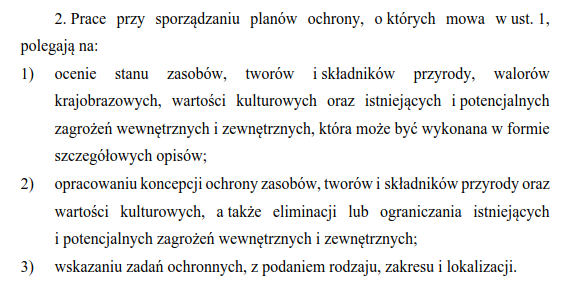 2. Prace przy sporządzaniu planów ochrony, o których mowa w ust. 1,
polegają na:
1) ocenie stanu zasobów, tworów i składników przyrody, walorów
krajobrazowych, wartości kulturowych oraz istniejących i potencjalnych
zagrożeń wewnętrznych i zewnętrznych, która może być wykonana w formie
szczegółowych opisów;
2) opracowaniu koncepcji ochrony zasobów, tworów i składników przyrody oraz
wartości kulturowych, a także eliminacji lub ograniczania istniejących
i potencjalnych zagrożeń wewnętrznych i zewnętrznych;
3) wskazaniu zadań ochronnych, z podaniem rodzaju, zakresu i lokalizacji.